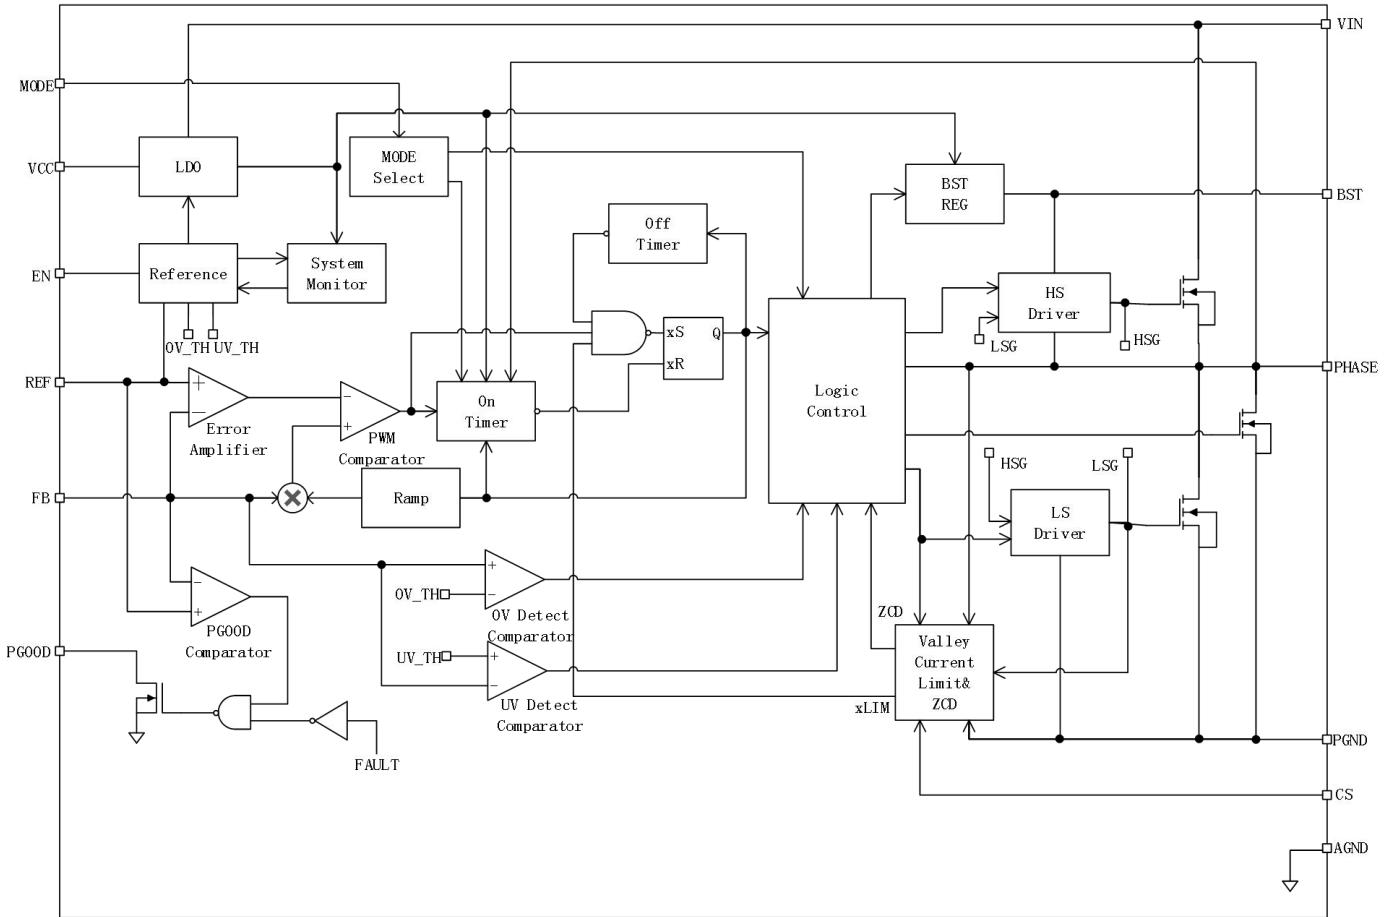 VIN
MODE
VCC
LDO
MODE
Select
BST
REG
BST
Off
Timer
EN
Reference
System
Monitor
HS
Driver
xS
Q
xR
LSG
HSG
OV_TH
UV_TH
REF
+
—
Error
Amplifier
-
+
PWM
Comparator
On
Timer
Logic
Control
PHASE
FB
Ramp
HSG
LSG
LS
Driver
-
+
PGOOD
Comparator
+
-
OV_TH
OV Detect
Comparator
ZCD
Valley
Current
Limit&
ZCD
PGOOD
UV_TH
+
-
UV Detect
Comparator
xLIM
FAULT
PGND
CS
AGND